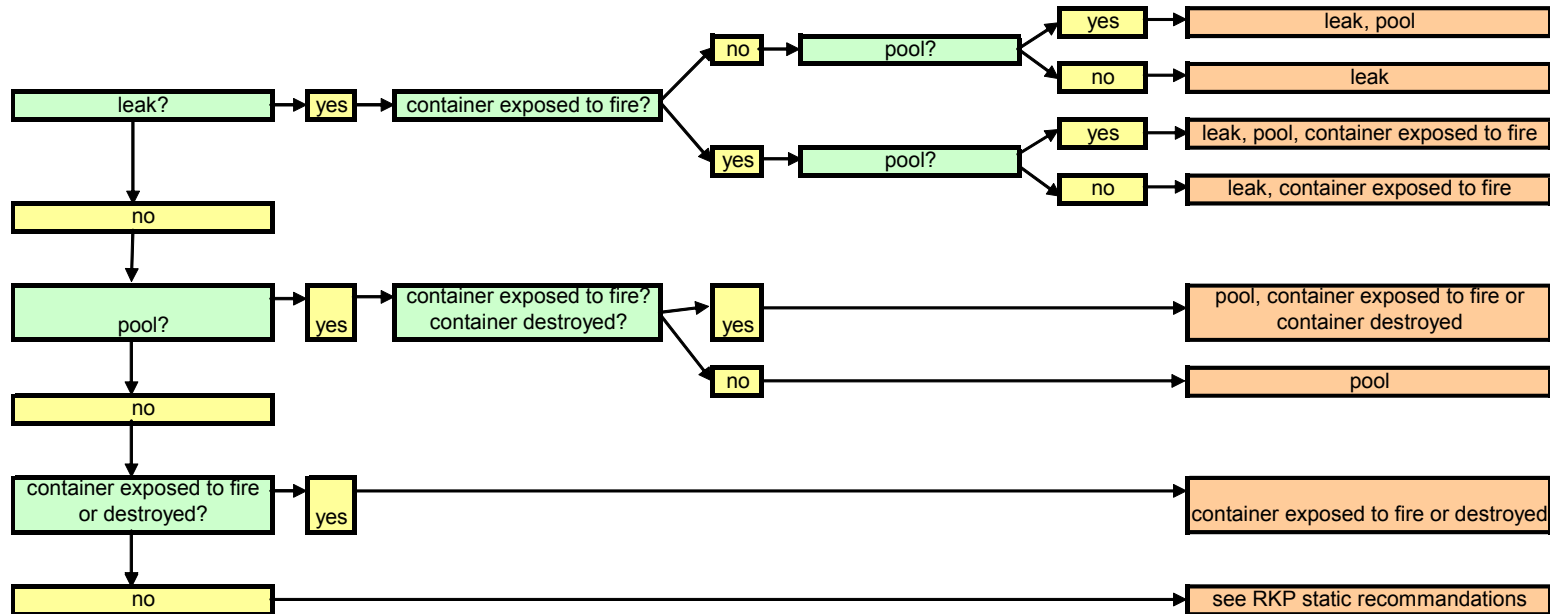 yes
leak, pool
no
pool?
no
leak
leak?
yes
container exposed to fire?
yes
leak, pool, container exposed to fire
yes
pool?
no
leak, container exposed to fire
no
pool?
yes
container exposed to fire?
container destroyed?
yes
pool, container exposed to fire or
container destroyed
no
pool
no
container exposed to fire
or destroyed?
yes
container exposed to fire or destroyed
no
see RKP static recommandations